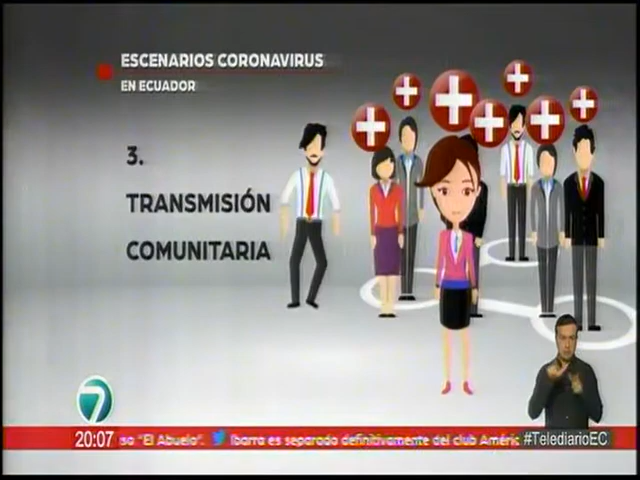 ESCENARIOS CORONAVIRUS
EN ECUADOR
3.
TRANSMISIÓN
COMUNITARIA
7
20:07 sa "El Abuelo". Ibarra es separado definitivamente del club Améric #TelediarioEC